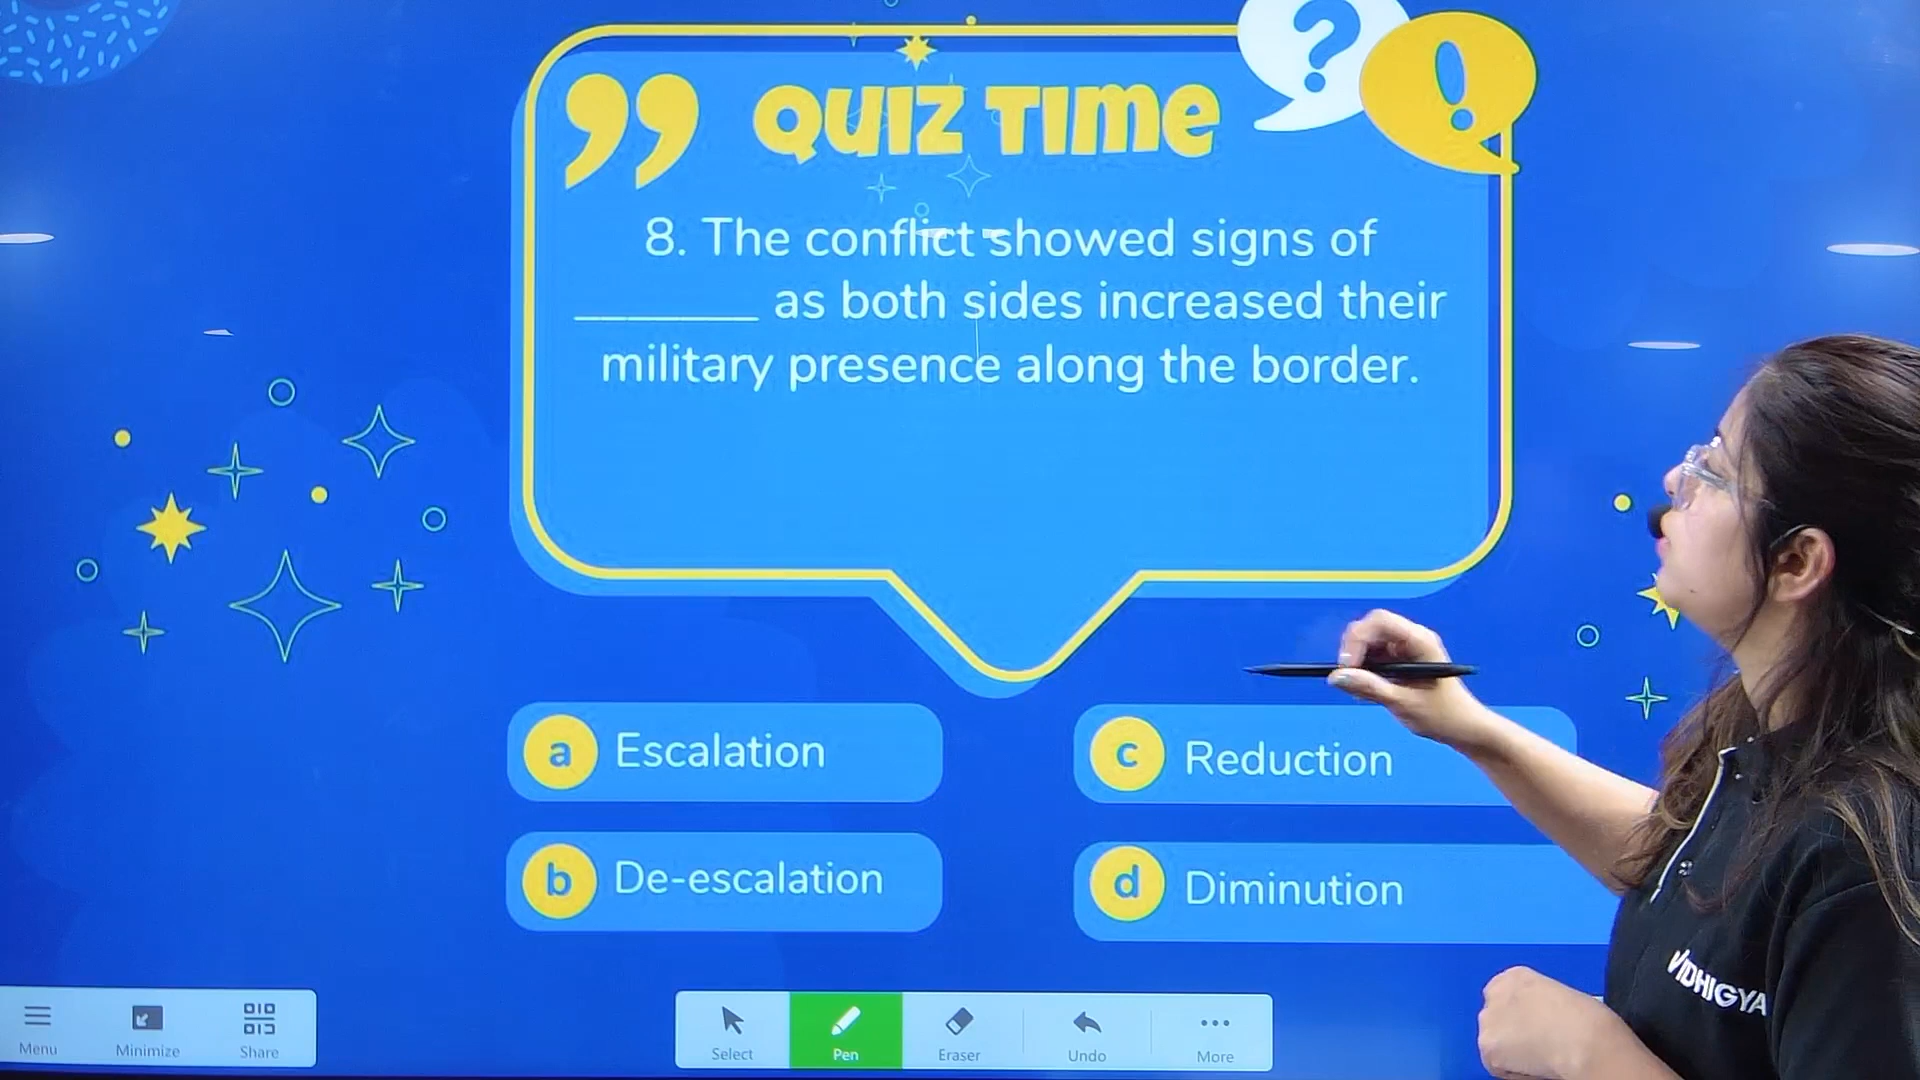 QUIZ TIME
8. The conflict showed signs of
_______ as both sides increased their
military presence along the border.
a Escalation
c Reduction
b De-escalation
d Diminution
VIDHIGYA
Menu
Minimize
Share
Select
Pen
Eraser
Undo
More